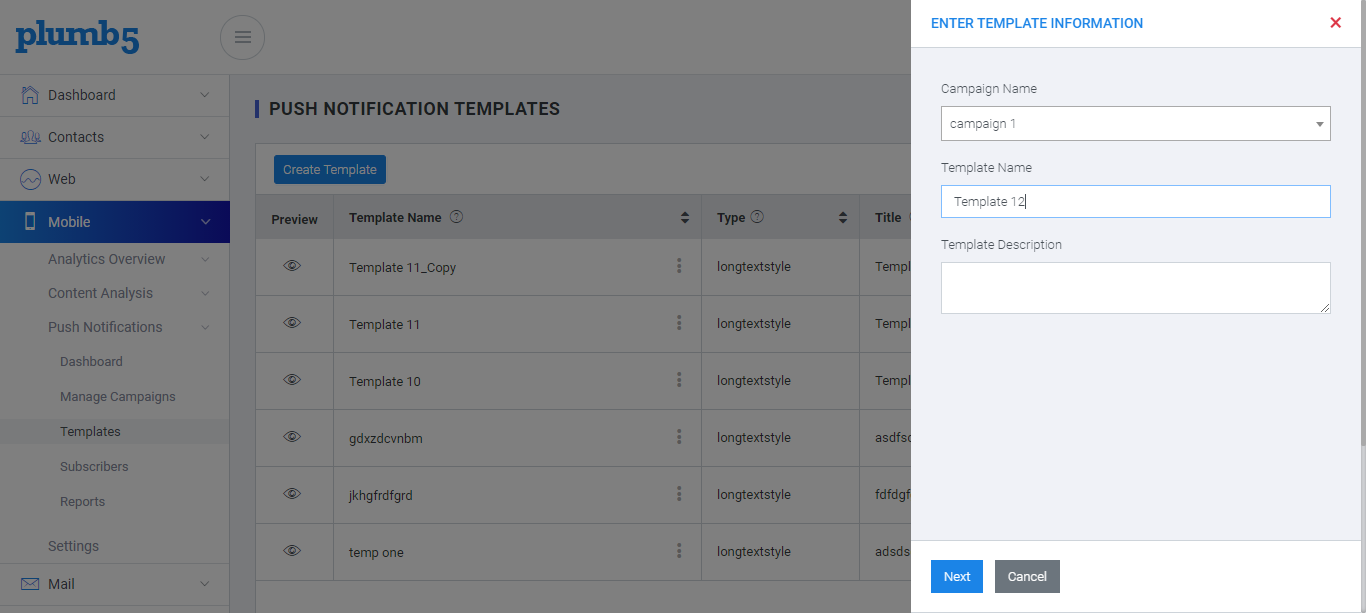 plumb5
Dashboard
Contacts
Web
Mobile
Analytics Overview
Content Analysis
Push Notifications
Dashboard
Manage Campaigns
Templates
Subscribers
Reports
Settings
Mail
PUSH NOTIFICATION TEMPLATES
Create Template
Preview Template Name ? Type ? Title
Template 11_Copy longtextstyle Templ
Template 11 longtextstyle Templ
Template 10 longtextstyle Templ
gdxzdcvnbm longtextstyle
jkhgfrdfgrd longtextstyle fdfdgf
temp one longtextstyle adsds
ENTER TEMPLATE INFORMATION
Campaign Name
campaign 1
Template Name
Template 12
Template Description
Next Cancel